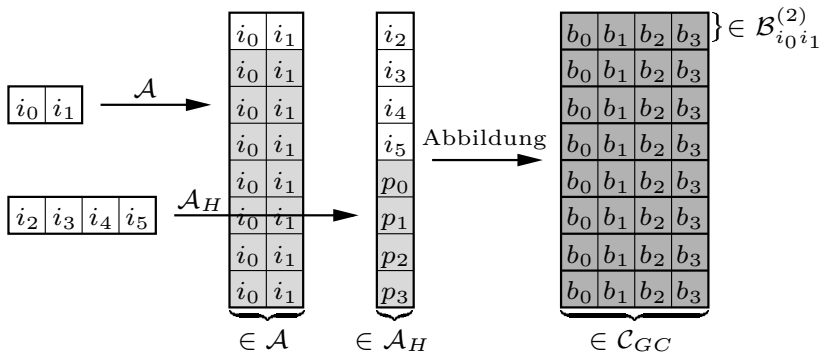 i₀ i₁ i₂ b₀ b₁ b₂ b₃ } ∈ 𝓑⁽²⁾_{i₀i₁}
i₀ i₁ i₃ b₀ b₁ b₂ b₃
i₀ i₁ 𝒜 i₀ i₁ i₄ b₀ b₁ b₂ b₃
i₀ i₁ i₅ Abbildung b₀ b₁ b₂ b₃
i₀ i₁ p₀ b₀ b₁ b₂ b₃
i₂ i₃ i₄ i₅ 𝒜_H i₀ i₁ p₁ b₀ b₁ b₂ b₃
i₀ i₁ p₂ b₀ b₁ b₂ b₃
i₀ i₁ p₃ b₀ b₁ b₂ b₃
∈ 𝒜 ∈ 𝒜_H ∈ 𝒞_{GC}